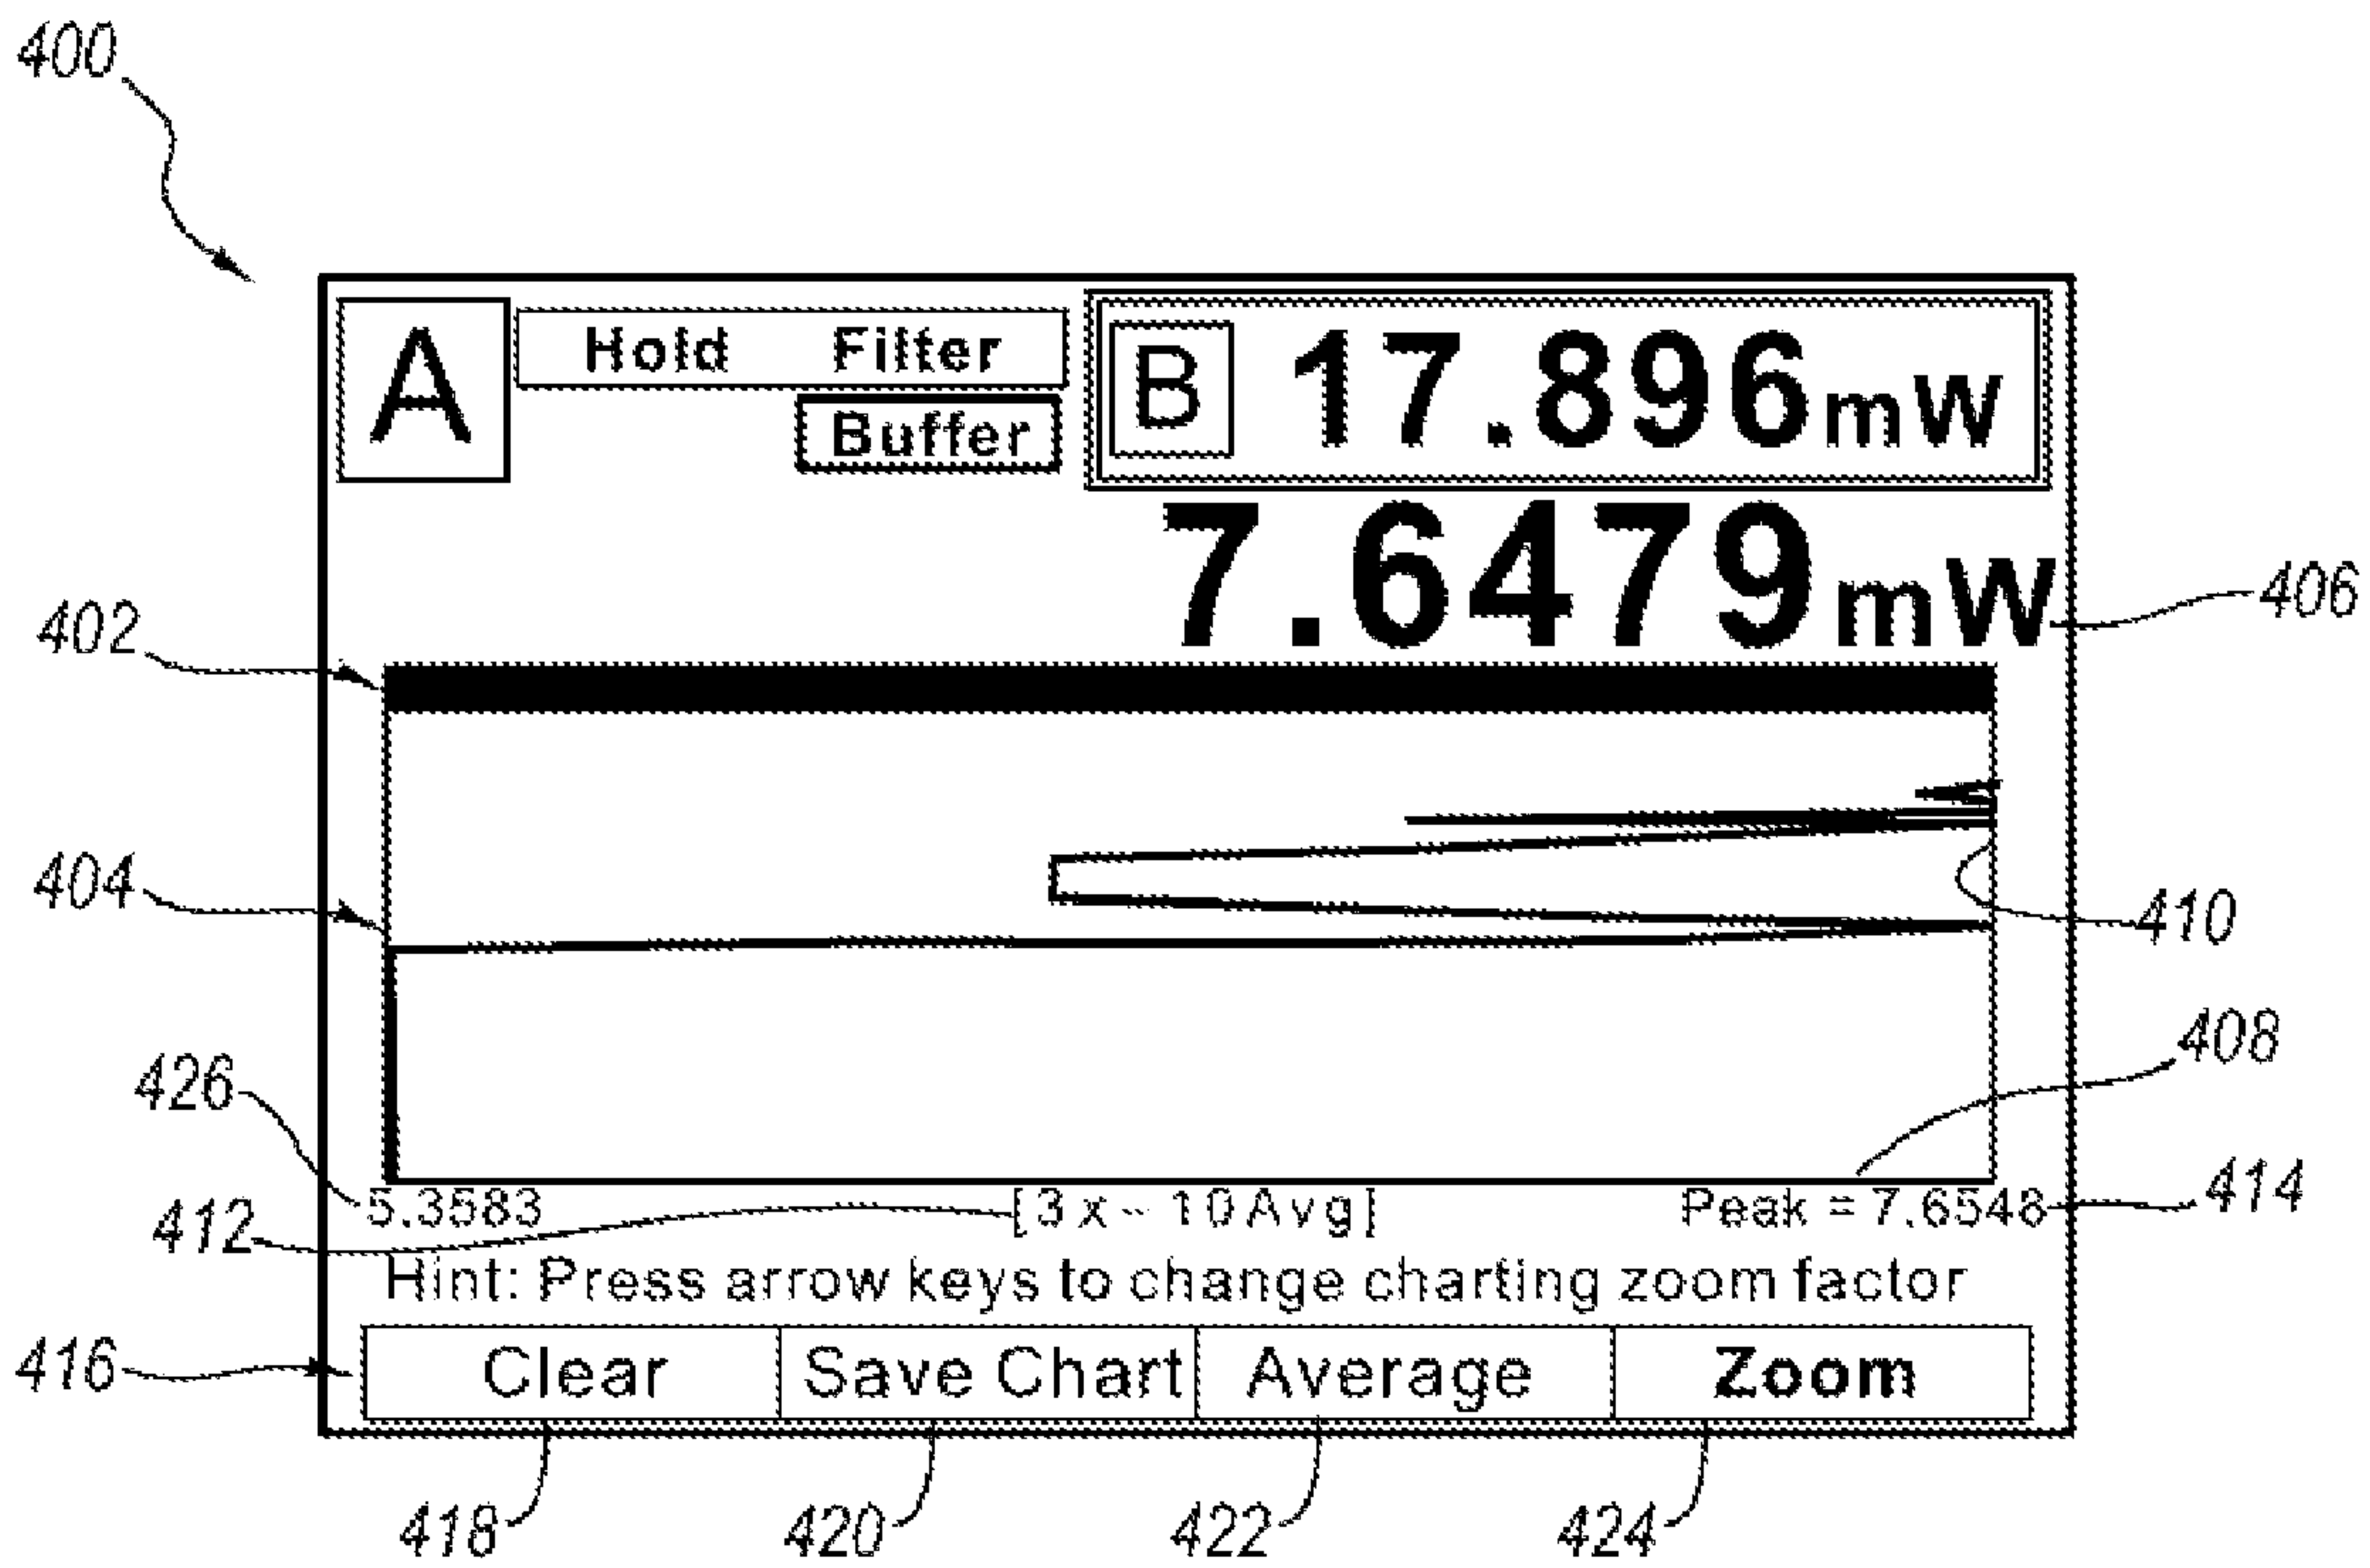 400
A
Hold Filter
B 17.896mW
Buffer
7.6479mW
406
402
404
410
408
426
414
5.3583
[3x-10Avg]
Peak = 7.6548
412
Hint: Press arrow keys to change charting zoom factor
416
Clear
Save Chart
Average
Zoom
418
420
422
424